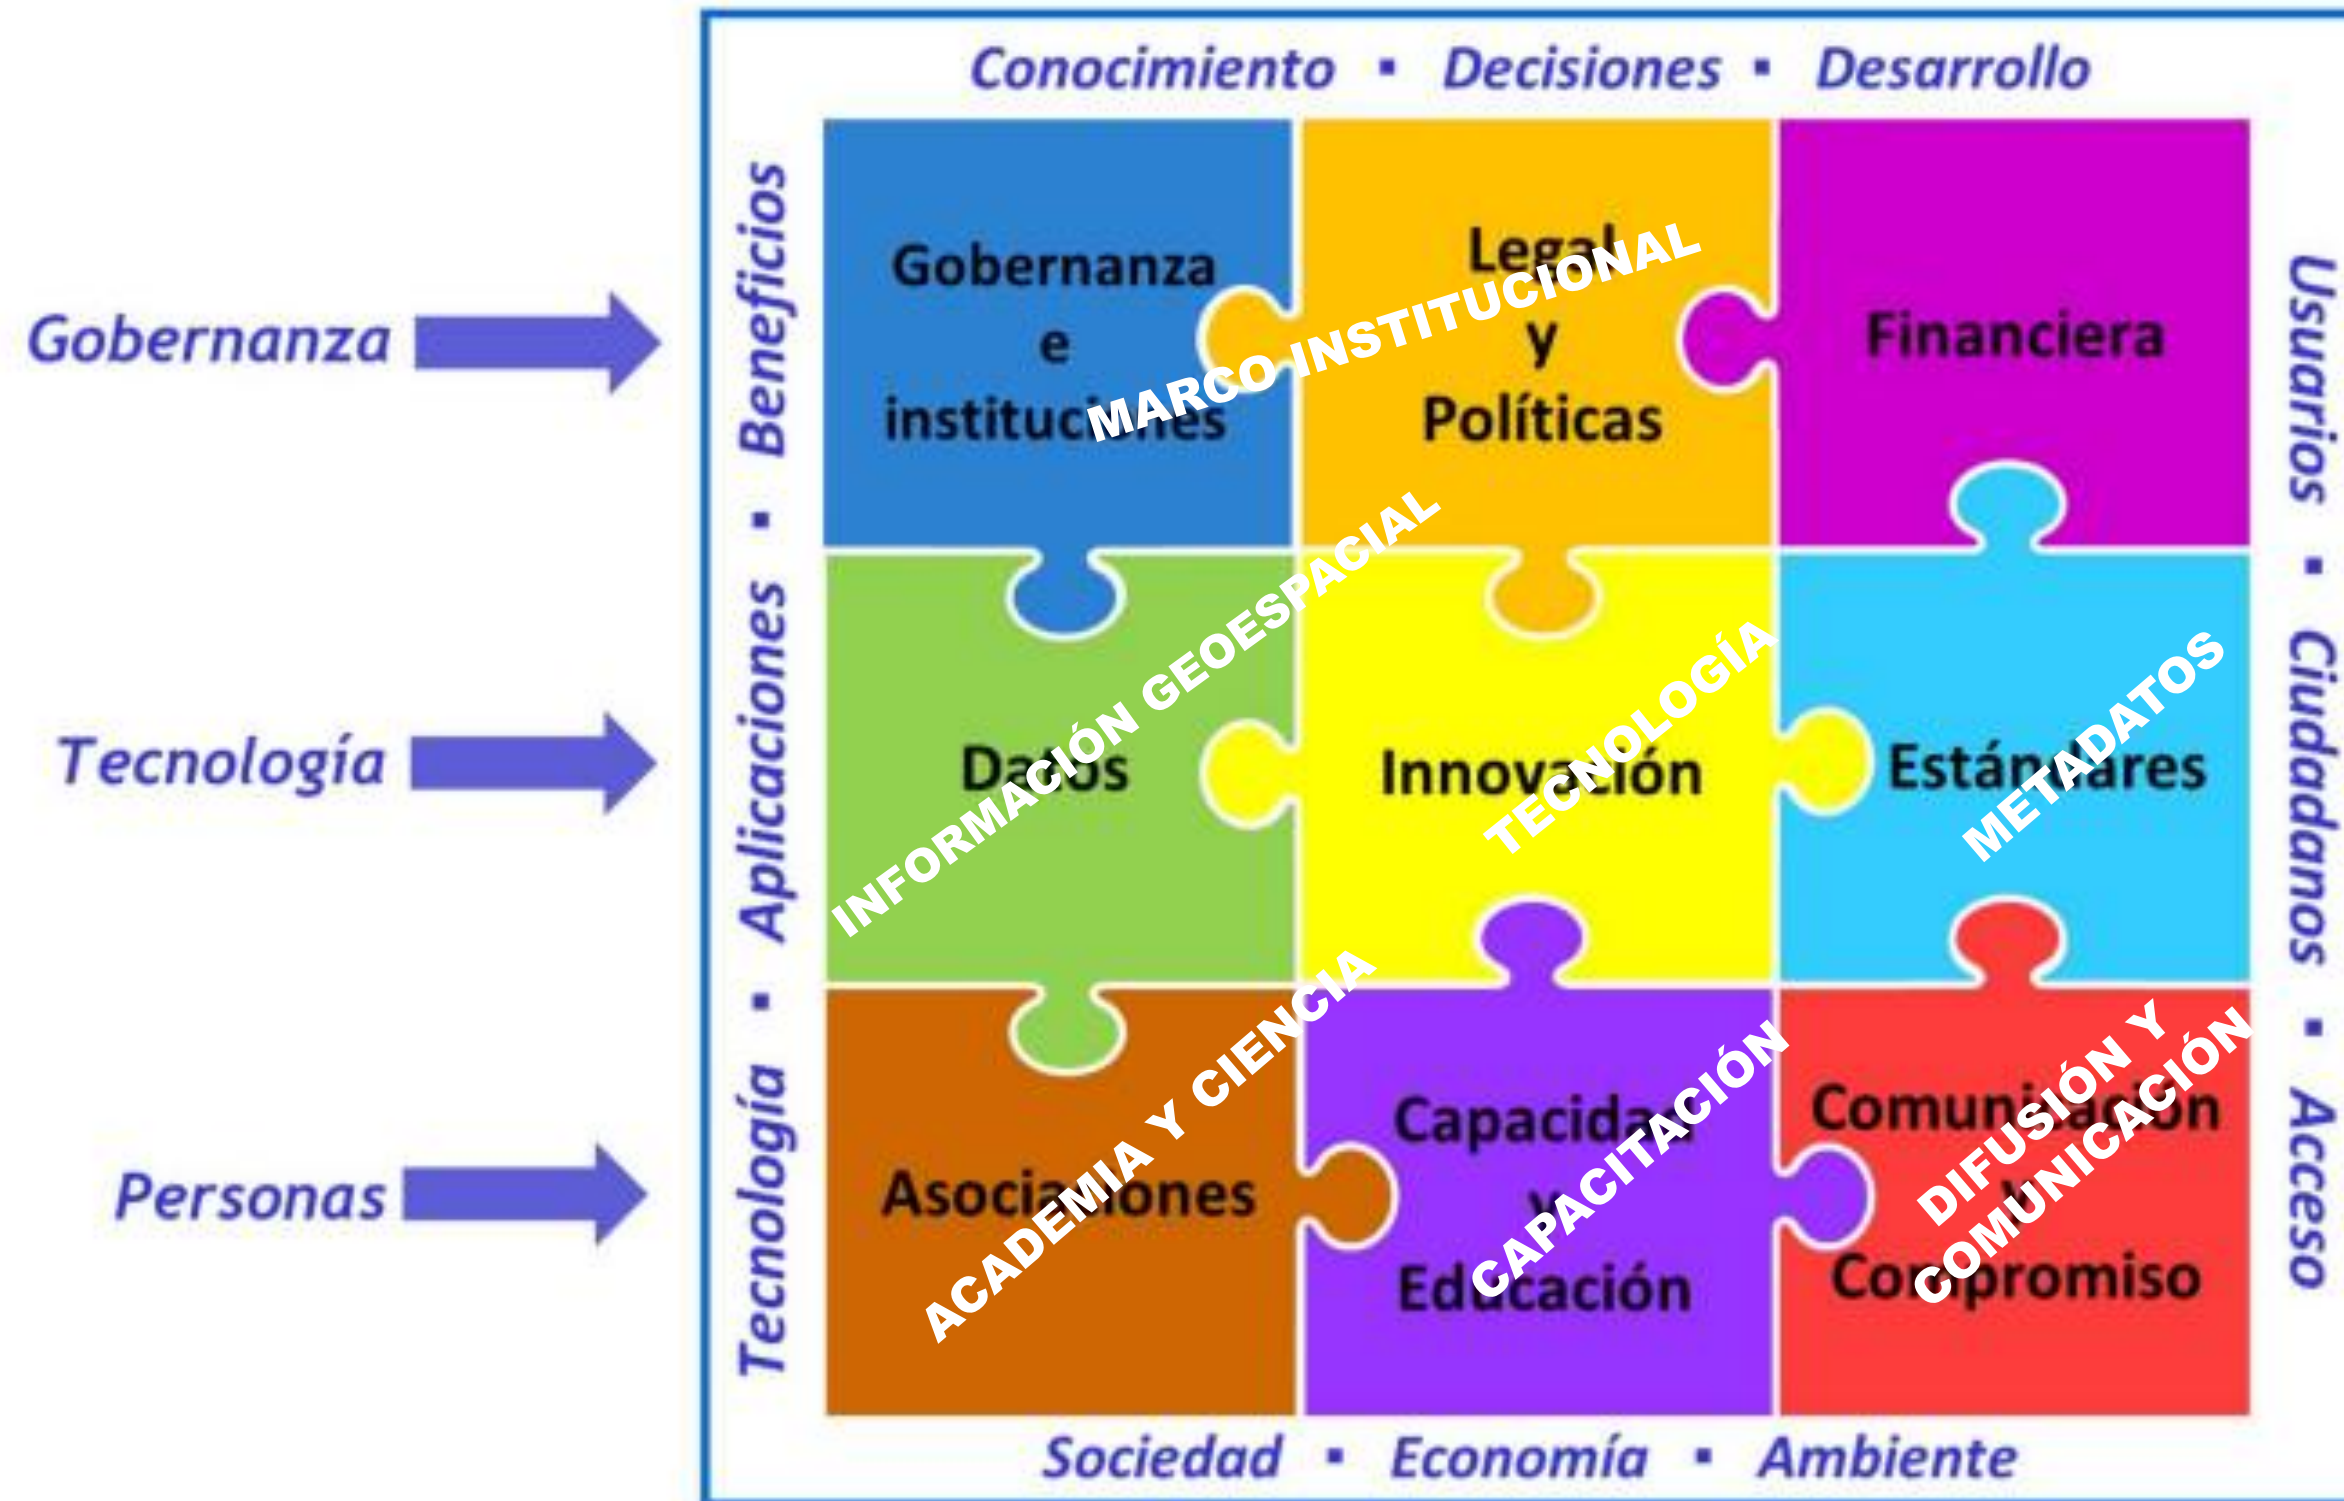 Conocimiento ▪ Decisiones ▪ Desarrollo
Gobernanza
Tecnología
Personas
Tecnología ▪ Aplicaciones ▪ Beneficios
Gobernanza
e
instituciones
Legal
y
Políticas
Financiera
MARCO INSTITUCIONAL
Datos
INFORMACIÓN GEOESPACIAL
Innovación
TECNOLOGÍA
Estándares
METADATOS
Asociaciones
ACADEMIA Y CIENCIA
Capacidad
y
Educación
CAPACITACIÓN
Comunicación
y
Compromiso
DIFUSIÓN Y
COMUNICACIÓN
Usuarios ▪ Ciudadanos ▪ Acceso
Sociedad ▪ Economía ▪ Ambiente